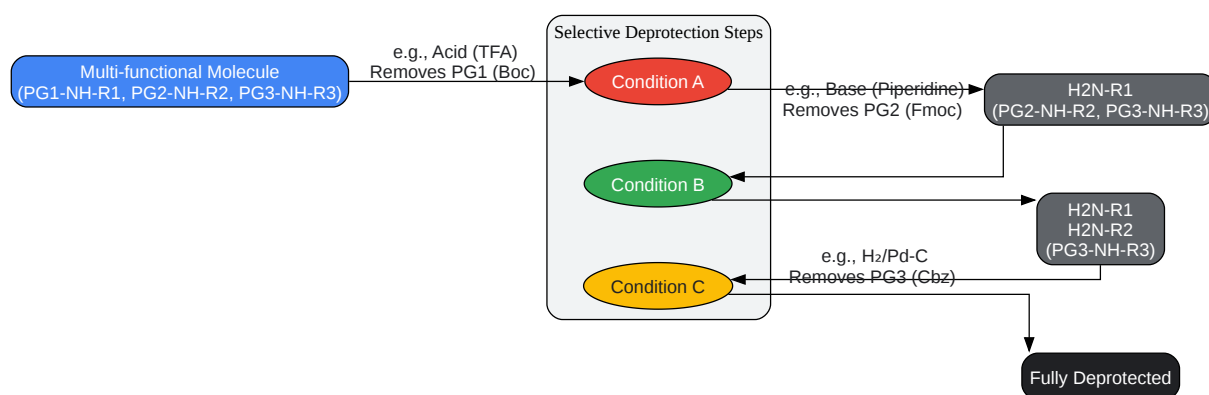 Selective Deprotection Steps
e.g., Acid (TFA)
Removes PG1 (Boc)
Multi-functional Molecule
(PG1-NH-R1, PG2-NH-R2, PG3-NH-R3)
Condition A
e.g., Base (Piperidine)
Removes PG2 (Fmoc)
H2N-R1
(PG2-NH-R2, PG3-NH-R3)
Condition B
H2N-R1
H2N-R2
(PG3-NH-R3)
e.g., H₂/Pd-C
Removes PG3 (Cbz)
Condition C
Fully Deprotected